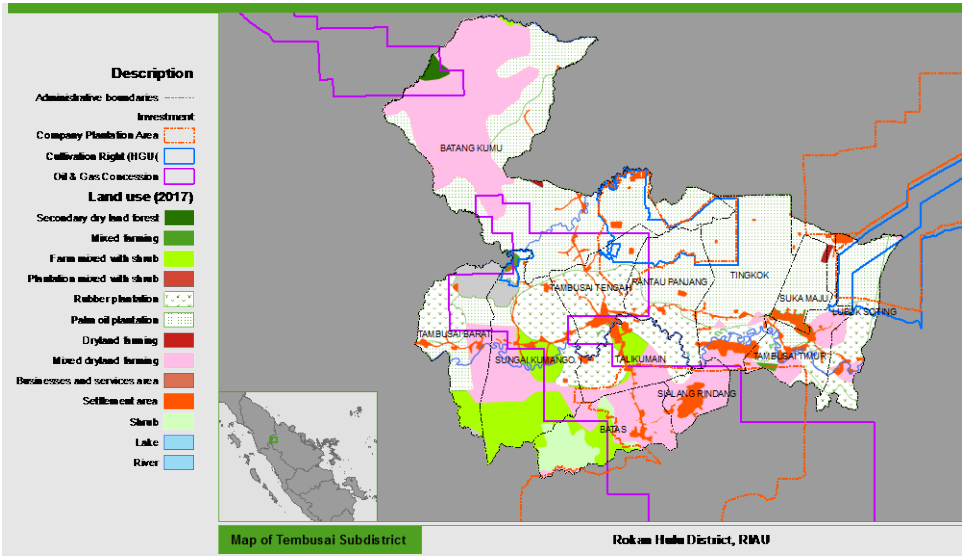 Description
Administrative boundaries
Investment
Company Plantation Area
Cultivation Right (HGU(
Oil & Gas Concession
Land use (2017)
Secondary dry land forest
Mixed farming
Farm mixed with shrub
Plantation mixed with shrub
Rubber plantation
Palm oil plantation
Dryland farming
Mixed dryland farming
Businesses and services area
Settlement area
Shrub
Lake
River
BATANG KUMU
TAMBUSAI TENGAH
RANTAU PANJANG
TINGKOK
SUKA MAJU
LUBUK SOTING
TAMBUSAI BARAT
SUNGAI KUMANGO
TALIKUMAIN
TAMBUSAI TIMUR
SIALANG RINDANG
BATAS
Map of Tembusai Subdistrict
Rokan Hulu District, RIAU